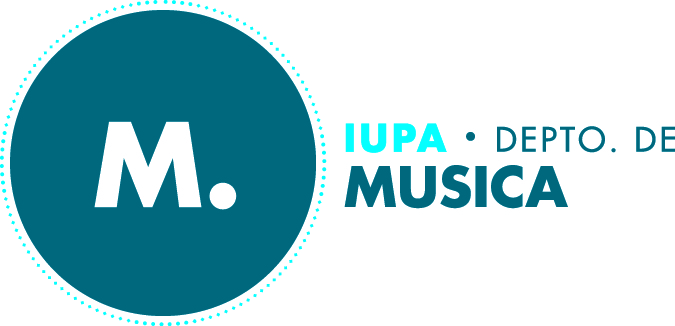 M.
IUPA • DEPTO. DE
MUSICA